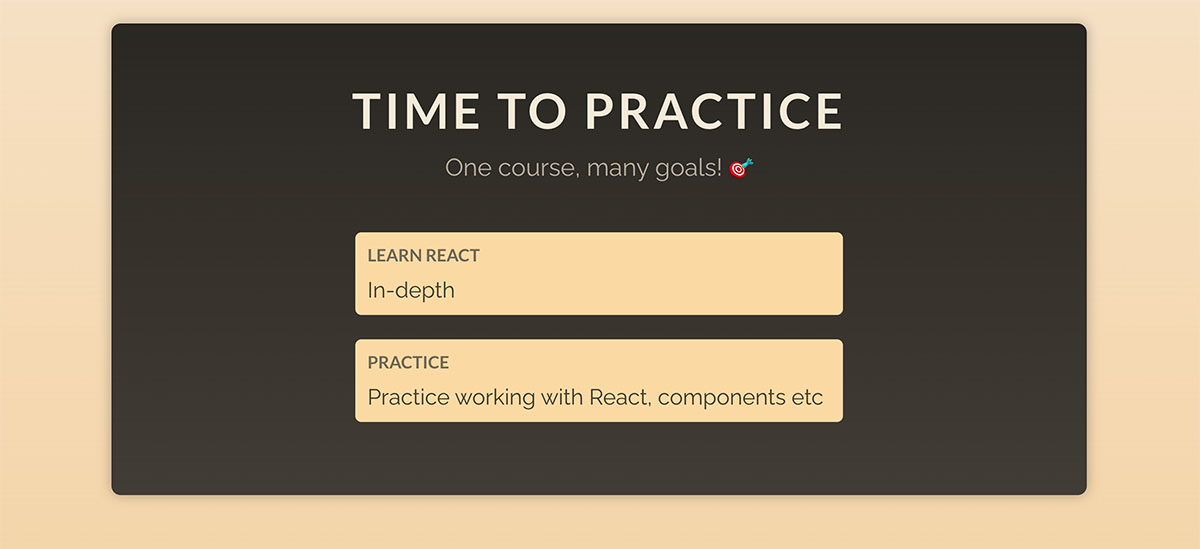 TIME TO PRACTICE
One course, many goals! 🎯
LEARN REACT
In-depth
PRACTICE
Practice working with React, components etc